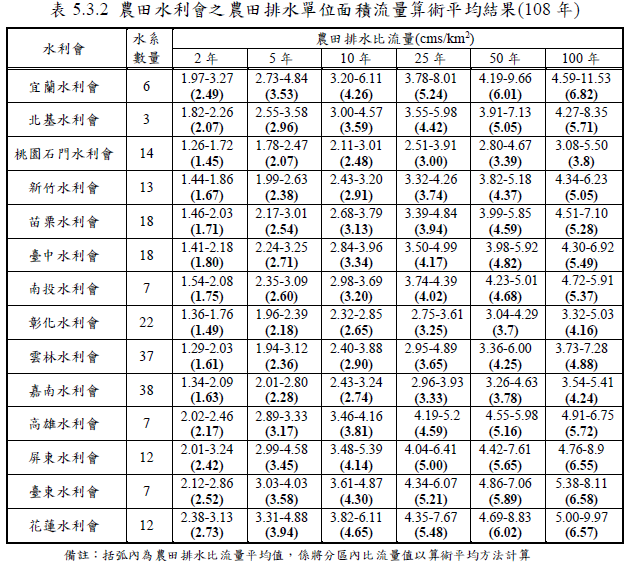 表 5.3.2 農田水利會之農田排水單位面積流量算術平均結果(108 年)
水利會 水系數量 農田排水比流量(cms/km2)
2 年 5 年 10 年 25 年 50 年 100 年
宜蘭水利會 6 1.97-3.27 2.73-4.84 3.20-6.11 3.78-8.01 4.19-9.66 4.59-11.53
(2.49) (3.53) (4.26) (5.24) (6.01) (6.82)
北基水利會 3 1.82-2.26 2.55-3.58 3.00-4.57 3.55-5.98 3.91-7.13 4.27-8.35
(2.07) (2.96) (3.59) (4.42) (5.05) (5.71)
桃園石門水利會 14 1.26-1.72 1.78-2.47 2.11-3.01 2.51-3.91 2.80-4.67 3.08-5.50
(1.45) (2.07) (2.48) (3.00) (3.39) (3.8)
新竹水利會 13 1.44-1.86 1.99-2.63 2.43-3.20 3.32-4.26 3.82-5.18 4.34-6.23
(1.67) (2.38) (2.91) (3.74) (4.37) (5.05)
苗栗水利會 18 1.46-2.03 2.17-3.01 2.68-3.79 3.39-4.84 3.99-5.85 4.51-7.10
(1.71) (2.54) (3.13) (3.94) (4.59) (5.28)
臺中水利會 18 1.41-2.18 2.24-3.25 2.84-3.96 3.50-4.99 3.98-5.92 4.30-6.92
(1.80) (2.71) (3.34) (4.17) (4.82) (5.49)
南投水利會 7 1.54-2.08 2.35-3.09 2.98-3.69 3.74-4.39 4.23-5.01 4.72-5.91
(1.75) (2.60) (3.20) (4.02) (4.68) (5.37)
彰化水利會 22 1.36-1.76 1.96-2.39 2.32-2.85 2.75-3.61 3.04-4.29 3.32-5.03
(1.49) (2.18) (2.65) (3.25) (3.7) (4.16)
雲林水利會 37 1.29-2.03 1.94-3.12 2.40-3.88 2.95-4.89 3.36-6.00 3.73-7.28
(1.61) (2.36) (2.90) (3.65) (4.25) (4.88)
嘉南水利會 38 1.34-2.09 2.01-2.80 2.43-3.24 2.96-3.93 3.26-4.63 3.54-5.41
(1.63) (2.28) (2.74) (3.33) (3.78) (4.24)
高雄水利會 7 2.02-2.46 2.89-3.33 3.46-4.16 4.19-5.2 4.55-5.98 4.91-6.75
(2.17) (3.17) (3.81) (4.59) (5.16) (5.72)
屏東水利會 12 2.01-3.24 2.99-4.58 3.48-5.39 4.04-6.41 4.42-7.61 4.76-8.9
(2.42) (3.45) (4.14) (5.00) (5.65) (6.55)
臺東水利會 7 2.12-2.86 3.03-4.03 3.61-4.87 4.34-6.07 4.86-7.06 5.38-8.11
(2.52) (3.58) (4.30) (5.21) (5.89) (6.58)
花蓮水利會 12 2.38-3.13 3.31-4.88 3.82-6.11 4.35-7.67 4.69-8.83 5.00-9.97
(2.73) (3.94) (4.65) (5.48) (6.02) (6.57)
備註：括弧內為農田排水比流量平均值，係將分區內比流量值以算術平均方法計算